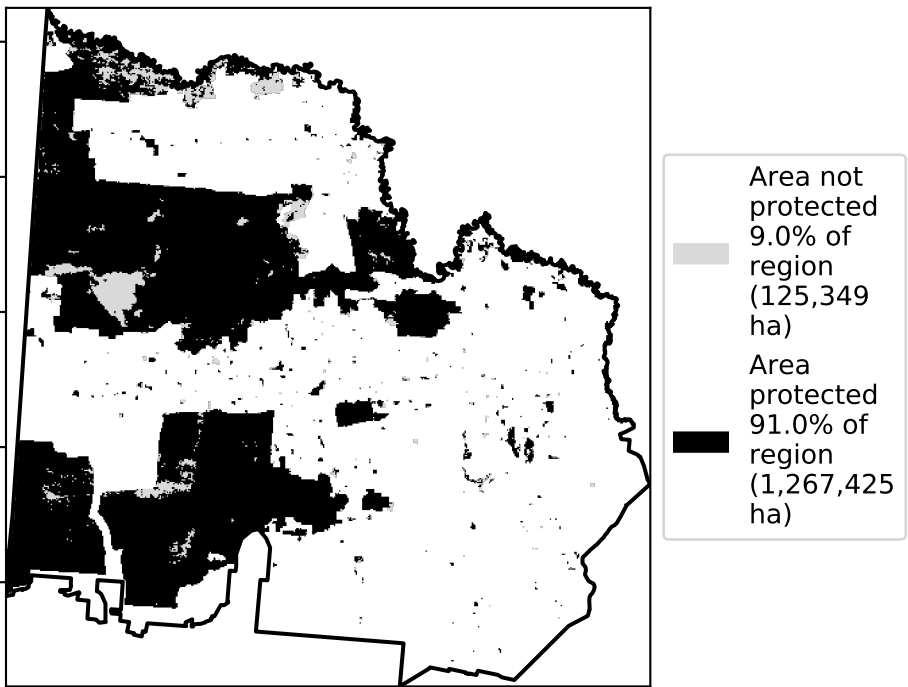 Area not
protected
9.0% of
region
(125,349
ha)
Area
protected
91.0% of
region
(1,267,425
ha)